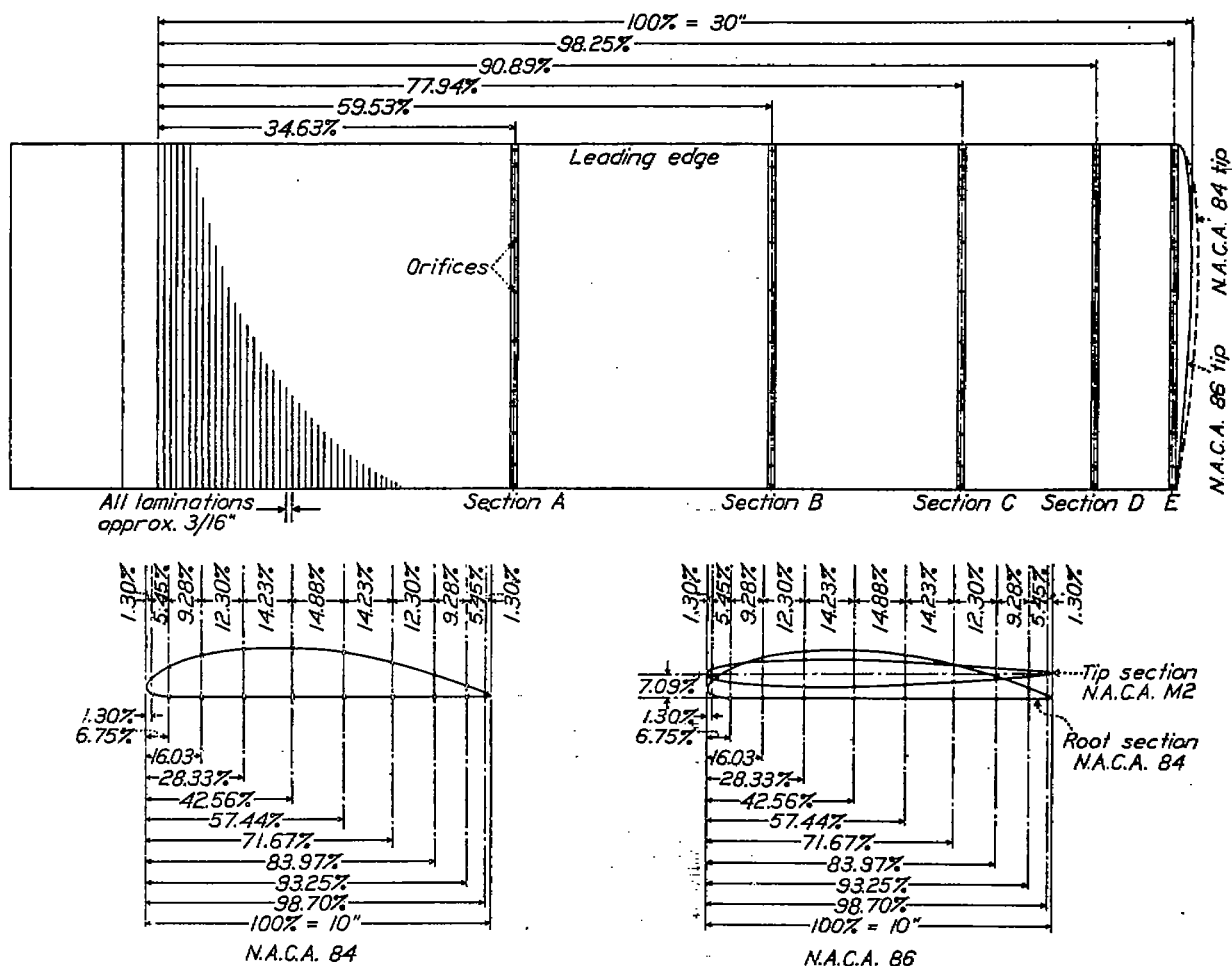 100% = 30"
98.25%
90.89%
77.94%
59.53%
34.63%
Leading edge
Orifices
N.A.C.A. 84 tip
N.A.C.A. 86 tip
All laminations
approx. 3/16"
Section A
Section B
Section C
Section D
E
1.30%
5.45%
9.28%
12.30%
14.23%
14.88%
14.23%
12.30%
9.28%
5.45%
1.30%
1.30%
6.75%
16.03
28.33%
42.56%
57.44%
71.67%
83.97%
93.25%
98.70%
100% = 10"
N.A.C.A. 84
1.30%
5.45%
9.28%
12.30%
14.23%
14.88%
14.23%
12.30%
9.28%
5.45%
1.30%
Tip section
N.A.C.A. M2
7.09%
1.30%
6.75%
Root section
N.A.C.A. 84
16.03
28.33%
42.56%
57.44%
71.67%
83.97%
93.25%
98.70%
100% = 10"
N.A.C.A. 86